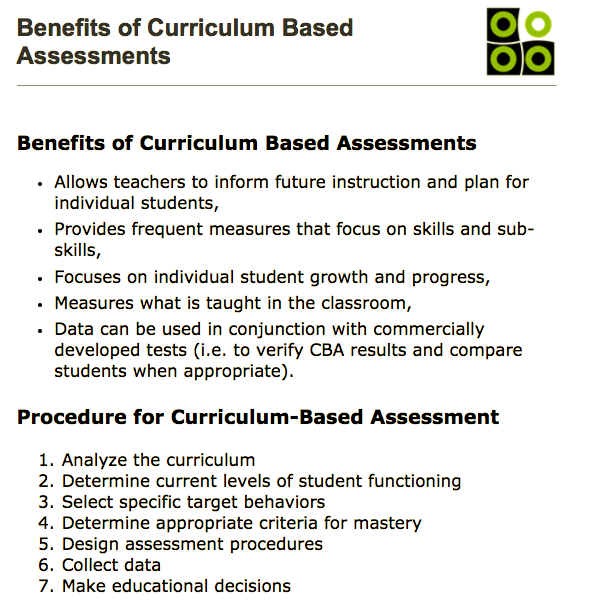 Benefits of Curriculum Based
Assessments
Benefits of Curriculum Based Assessments
• Allows teachers to inform future instruction and plan for
individual students,
• Provides frequent measures that focus on skills and sub-
skills,
• Focuses on individual student growth and progress,
• Measures what is taught in the classroom,
• Data can be used in conjunction with commercially
developed tests (i.e. to verify CBA results and compare
students when appropriate).
Procedure for Curriculum-Based Assessment
1. Analyze the curriculum
2. Determine current levels of student functioning
3. Select specific target behaviors
4. Determine appropriate criteria for mastery
5. Design assessment procedures
6. Collect data
7. Make educational decisions